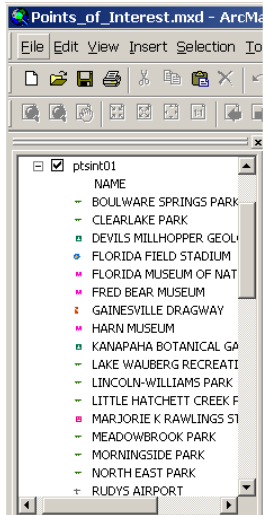 Points_of_Interest.mxd - ArcMa
File Edit View Insert Selection To
ptsint01
NAME
BOULWARE SPRINGS PARK
CLEARLAKE PARK
DEVILS MILLHOPPER GEOL
FLORIDA FIELD STADIUM
FLORIDA MUSEUM OF NAT
FRED BEAR MUSEUM
GAINESVILLE DRAGWAY
HARN MUSEUM
KANAPAHA BOTANICAL GA
LAKE WAUBERG RECREATI
LINCOLN-WILLIAMS PARK
LITTLE HATCHETT CREEK P
MARJORIE K RAWLINGS ST
MEADOWBROOK PARK
MORNINGSIDE PARK
NORTH EAST PARK
RUDYS AIRPORT